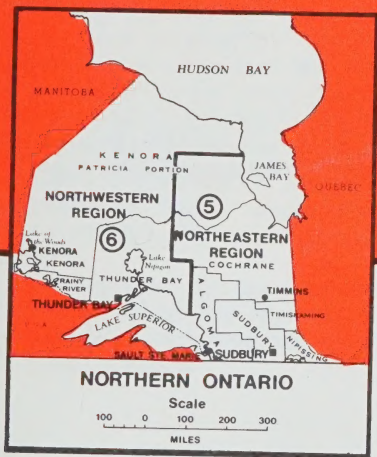 HUDSON BAY
MANITOBA
KENORA
PATRICIA PORTION
JAMES
BAY
QUEBEC
NORTHWESTERN
REGION
5
NORTHEASTERN
REGION
COCHRANE
6
Lake of
the Woods
KENORA
KENORA
Lake
Nipigon
RAINY
RIVER
THUNDER BAY
THUNDER BAY
TIMMINS
TIMISKAMING
ALGOMA
SUDBURY
NIPISSING
LAKE SUPERIOR
SAULT STE. MARIE
SUDBURY
NORTHERN ONTARIO
Scale
100 0 100 200 300
MILES